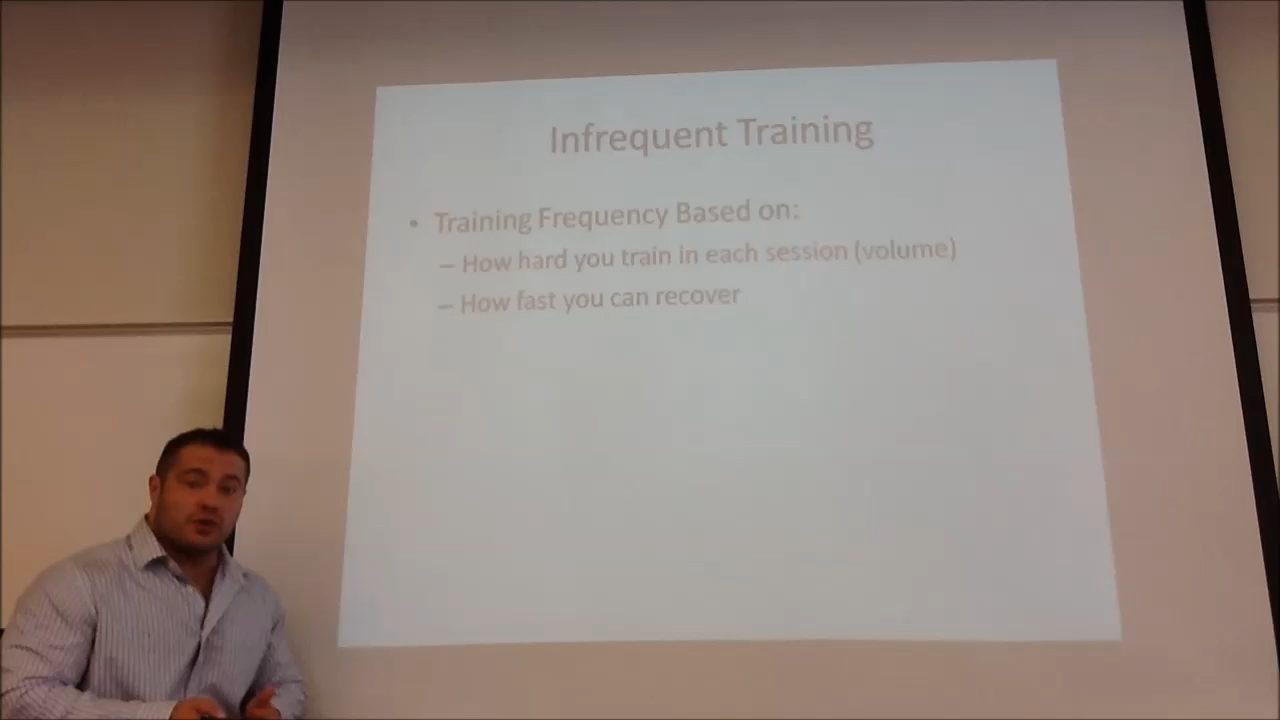 Infrequent Training
• Training Frequency Based on:
– How hard you train in each session (volume)
– How fast you can recover